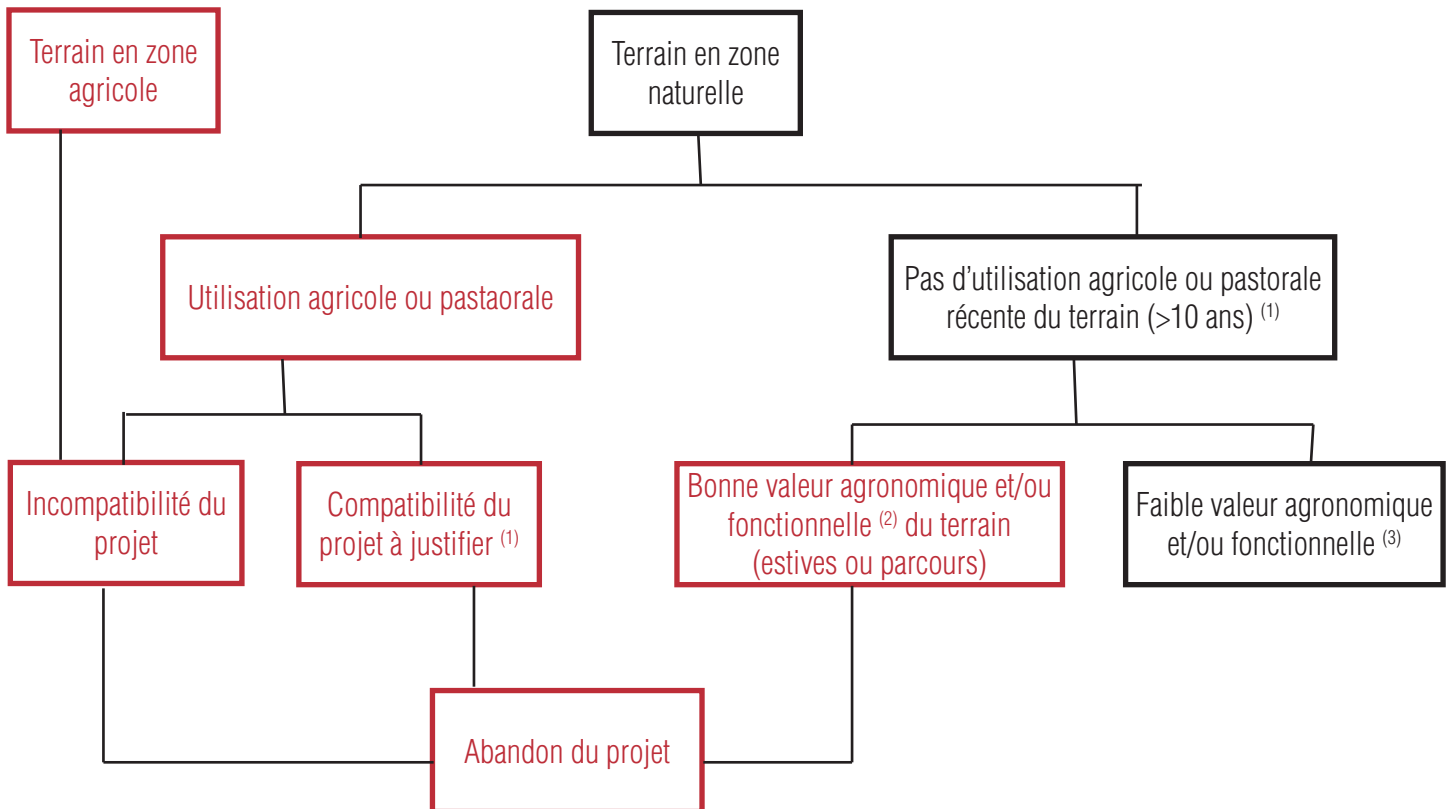 Terrain en zone
agricole
Terrain en zone
naturelle
Utilisation agricole ou pastaorale
Pas d’utilisation agricole ou pastorale
récente du terrain (>10 ans) (1)
Incompatibilité du
projet
Compatibilité du
projet à justifier (1)
Bonne valeur agronomique et/ou
fonctionnelle (2) du terrain
(estives ou parcours)
Faible valeur agronomique
et/ou fonctionnelle (3)
Abandon du projet